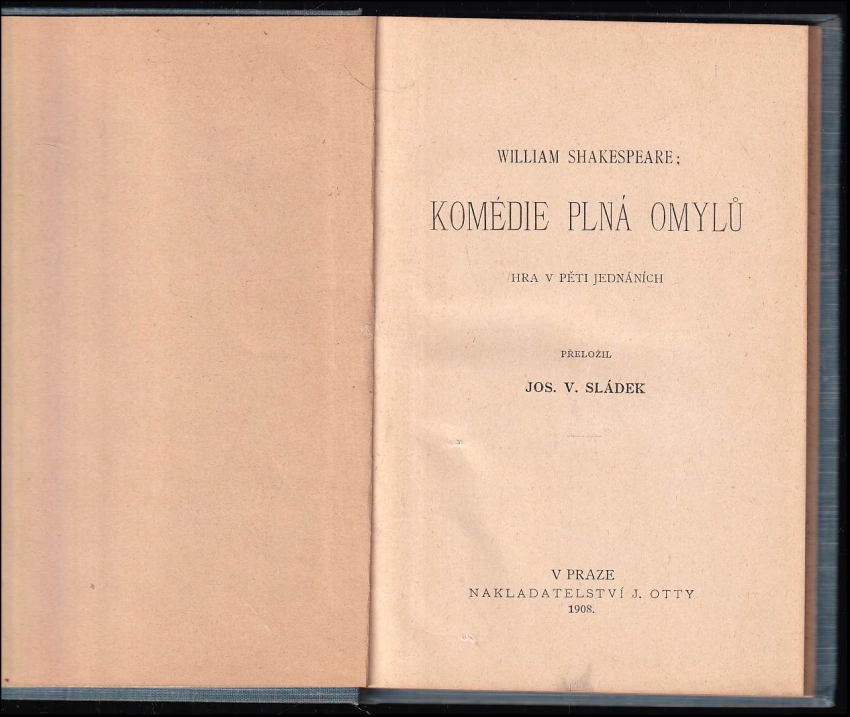 WILLIAM SHAKESPEARE:
KOMÉDIE PLNÁ OMYLŮ
HRA V PĚTI JEDNÁNÍCH
PŘELOŽIL
JOS. V. SLÁDEK
V PRAZE
NAKLADATELSTVÍ J. OTTY
1908.